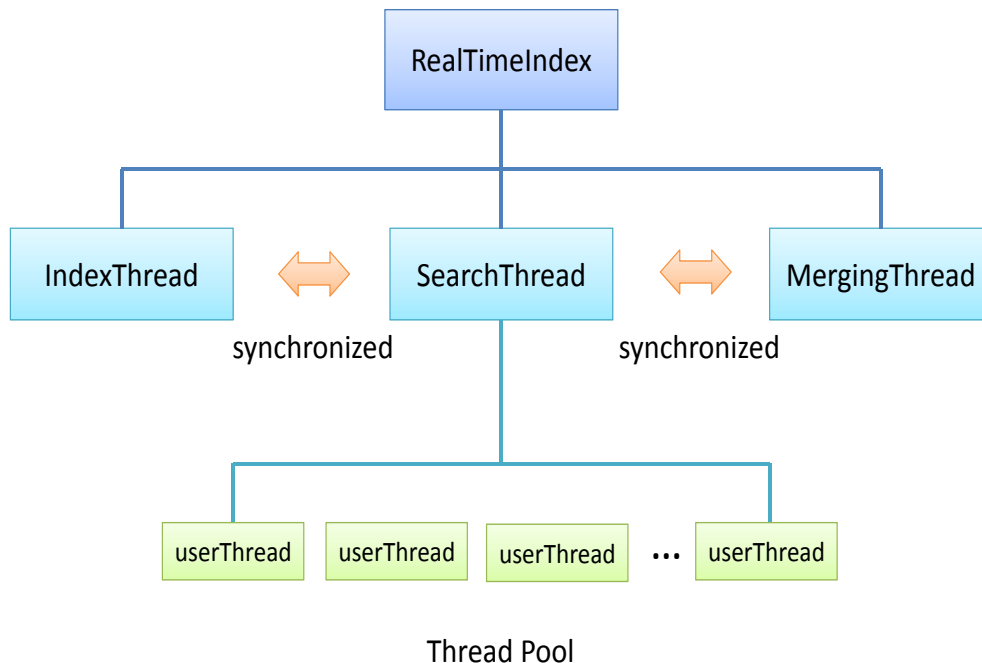 RealTimeIndex
IndexThread
SearchThread
MergingThread
synchronized
synchronized
userThread
userThread
userThread
...
userThread
Thread Pool